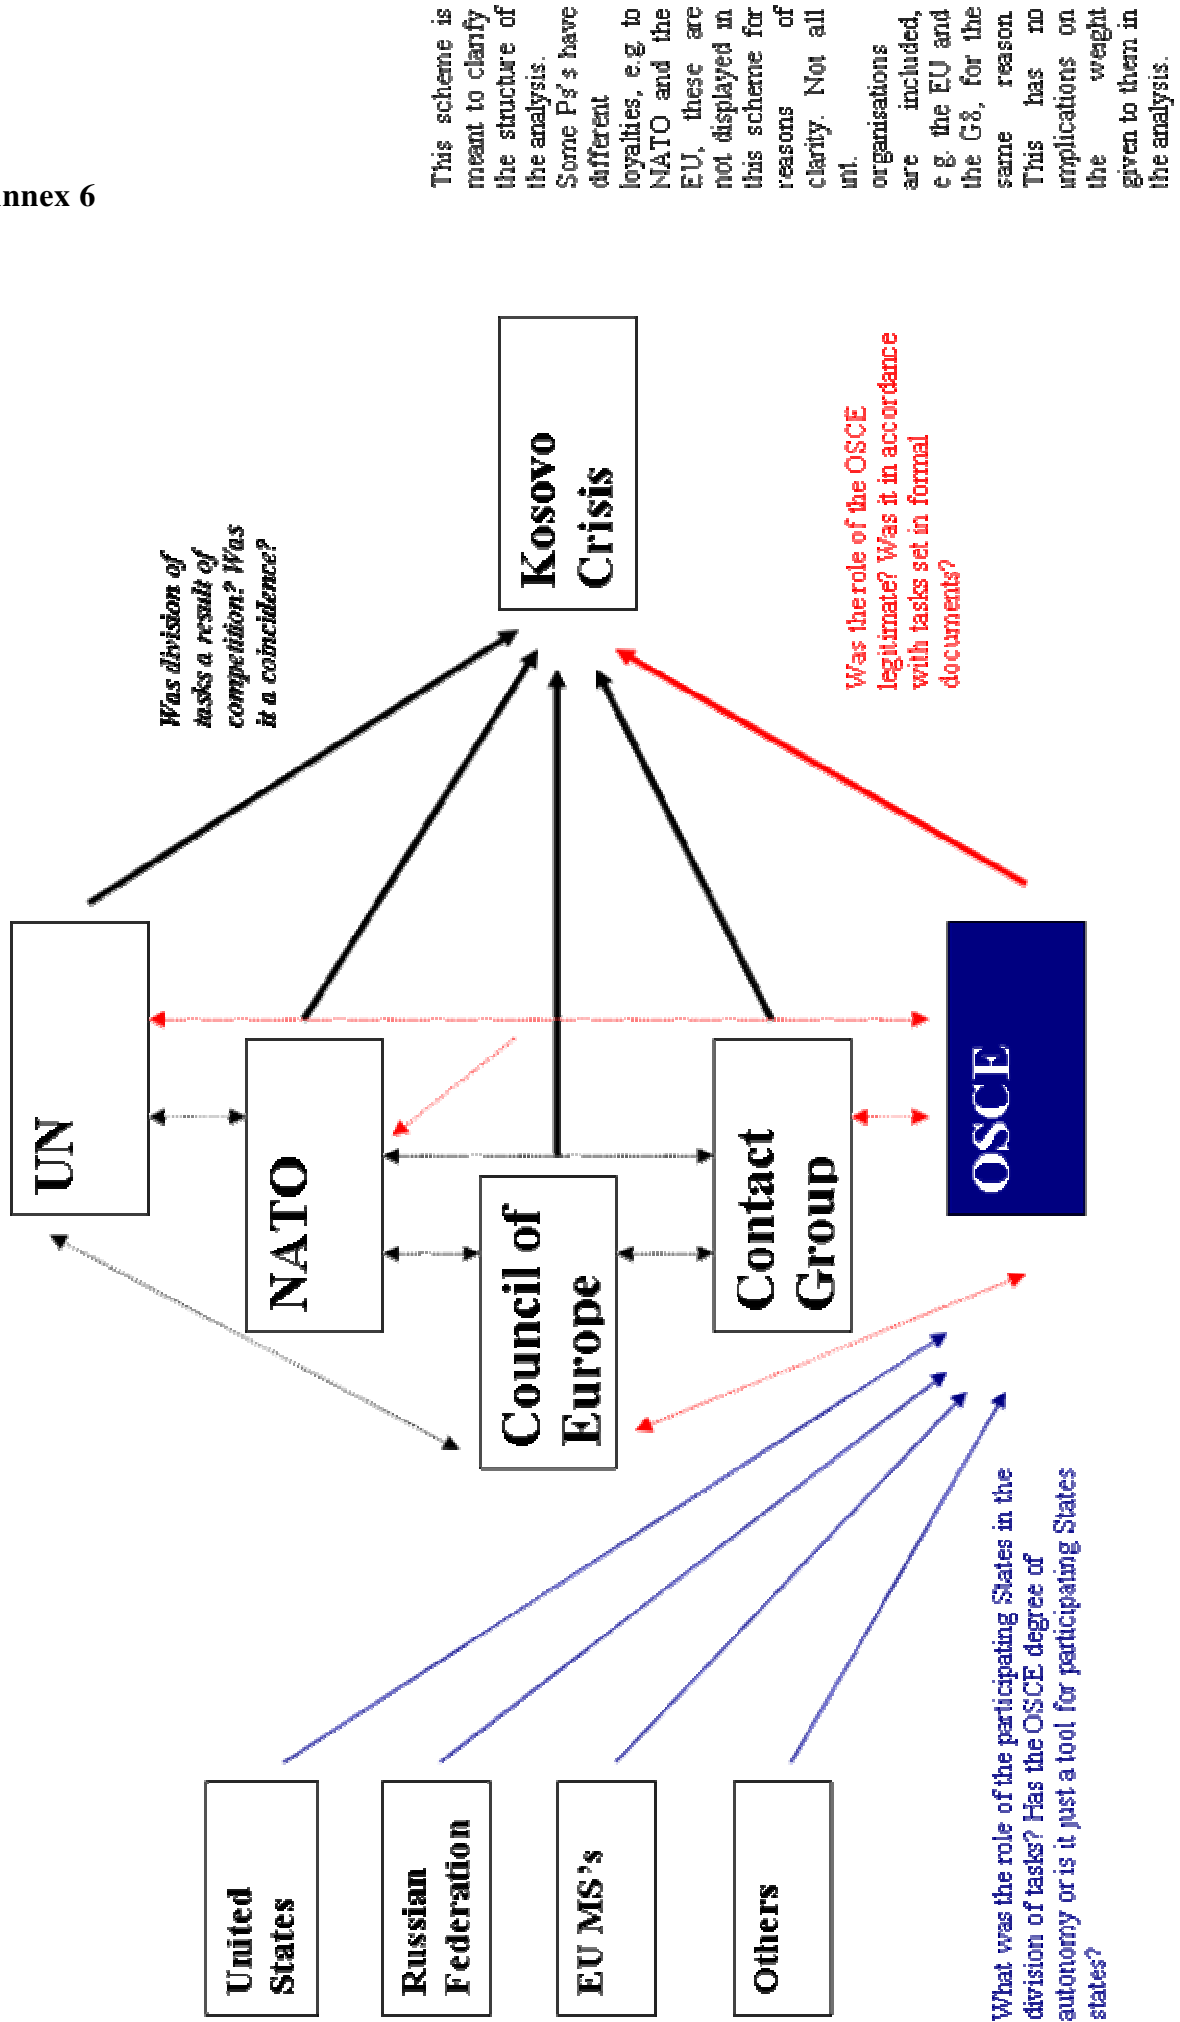 nnex 6
This scheme is
meant to clarify
the structure of
the analysis.
Some Ps's have
different
loyalties, e.g. to
NATO and the
EU, these are
not displayed in
this scheme for
reasons of
clarity. Not all
int.
organisations
are included,
e.g. the EU and
the G8, for the
same reason
This has no
implications on
the weight
given to them in
the analysis.
Was division of
tasks a result of
competition? Was
it a coincidence?
UN
NATO
Council of
Europe
Contact
Group
OSCE
Kosovo
Crisis
Was the role of the OSCE
legitimate? Was it in accordance
with tasks set in formal
documents?
United
States
Russian
Federation
EU MS's
Others
What was the role of the participating States in the
division of tasks? Has the OSCE degree of
autonomy or is it just a tool for participating States
states?